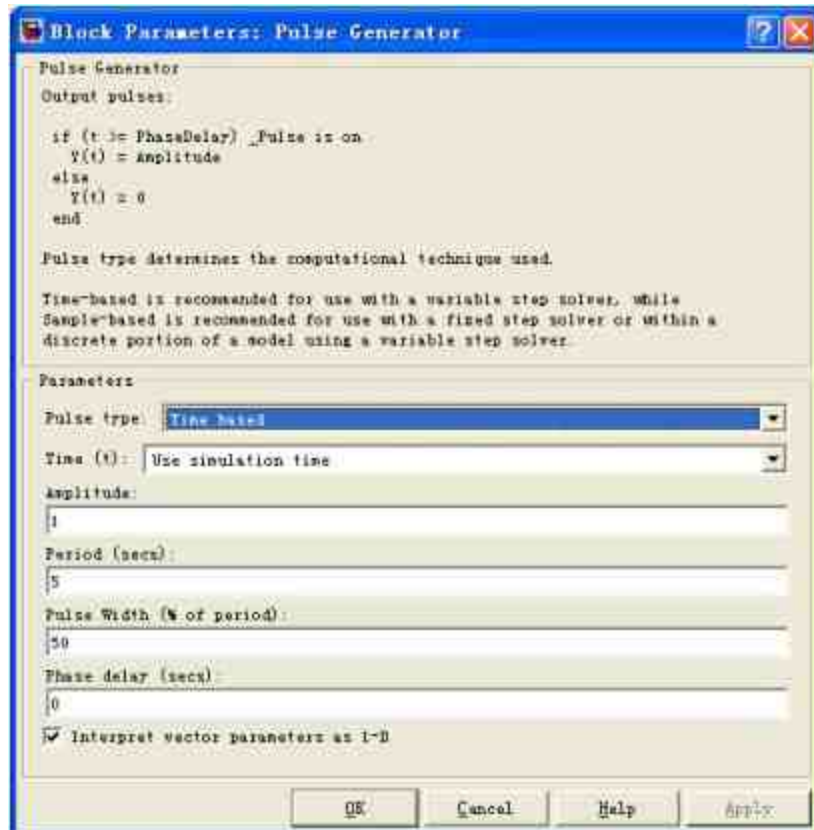 Block Parameters: Pulse Generator
Pulse Generator
Output pulses:
if (t >= PhaseDelay) Pulse is on
Y(t) = Amplitude
else
Y(t) = 0
end
Pulse type determines the computational technique used.
Time-based is recommended for use with a variable step solver, while
Sample-based is recommended for use with a fixed step solver or within a
discrete portion of a model using a variable step solver.
Parameters
Pulse type: Time based
Time (t): Use simulation time
Amplitude:
1
Period (secs):
5
Pulse Width (% of period):
50
Phase delay (secs):
0
Interpret vector parameters as 1-D
OK
Cancel
Help
Apply